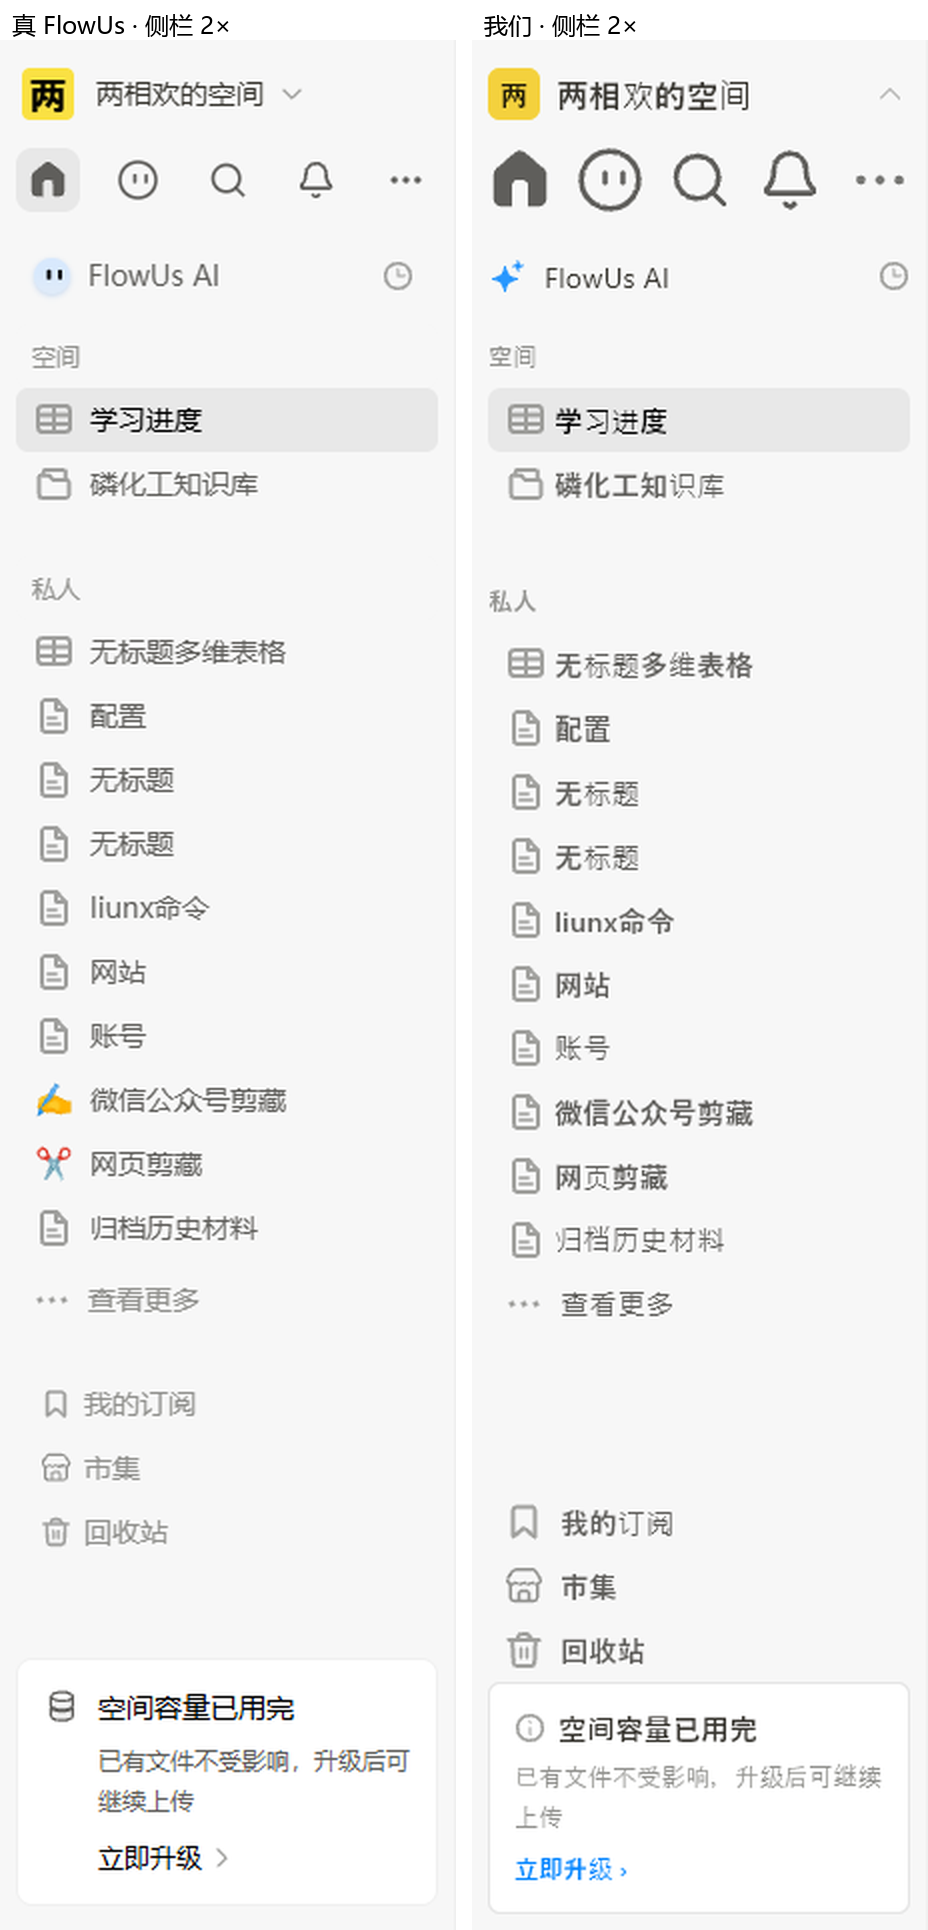 真 FlowUs · 侧栏 2×
两 两相欢的空间
FlowUs AI
空间
学习进度
磷化工知识库
私人
无标题多维表格
配置
无标题
无标题
liunx命令
网站
账号
微信公众号剪藏
网页剪藏
归档历史材料
查看更多
我的订阅
市集
回收站
空间容量已用完
已有文件不受影响，升级后可
继续上传
立即升级 >
我们 · 侧栏 2×
两 两相欢的空间
FlowUs AI
空间
学习进度
磷化工知识库
私人
无标题多维表格
配置
无标题
无标题
liunx命令
网站
账号
微信公众号剪藏
网页剪藏
归档历史材料
查看更多
我的订阅
市集
回收站
空间容量已用完
已有文件不受影响，升级后可继续
上传
立即升级 ›